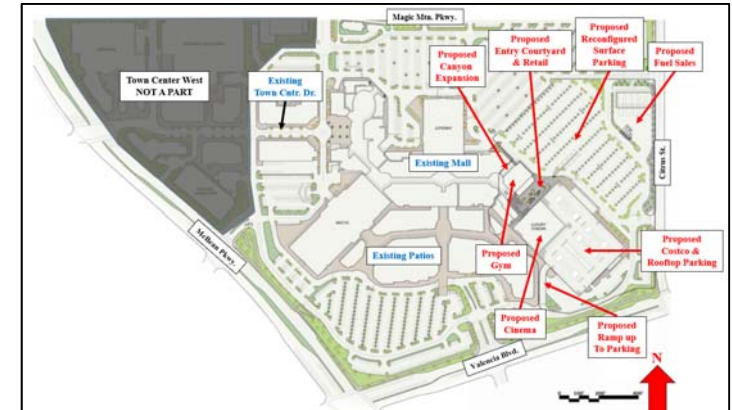 Magic Mtn. Pkwy.
Proposed
Canyon
Expansion
Proposed
Entry Courtyard
& Retail
Proposed
Reconfigured
Surface
Parking
Proposed
Fuel Sales
Town Center West
NOT A PART
Existing
Town Cntr. Dr.
Existing Mall
Citrus St.
McBean Pkwy.
Existing Patios
Proposed
Gym
Proposed
Costco &
Rooftop Parking
Proposed
Cinema
Proposed
Ramp up
To Parking
Valencia Blvd.
N